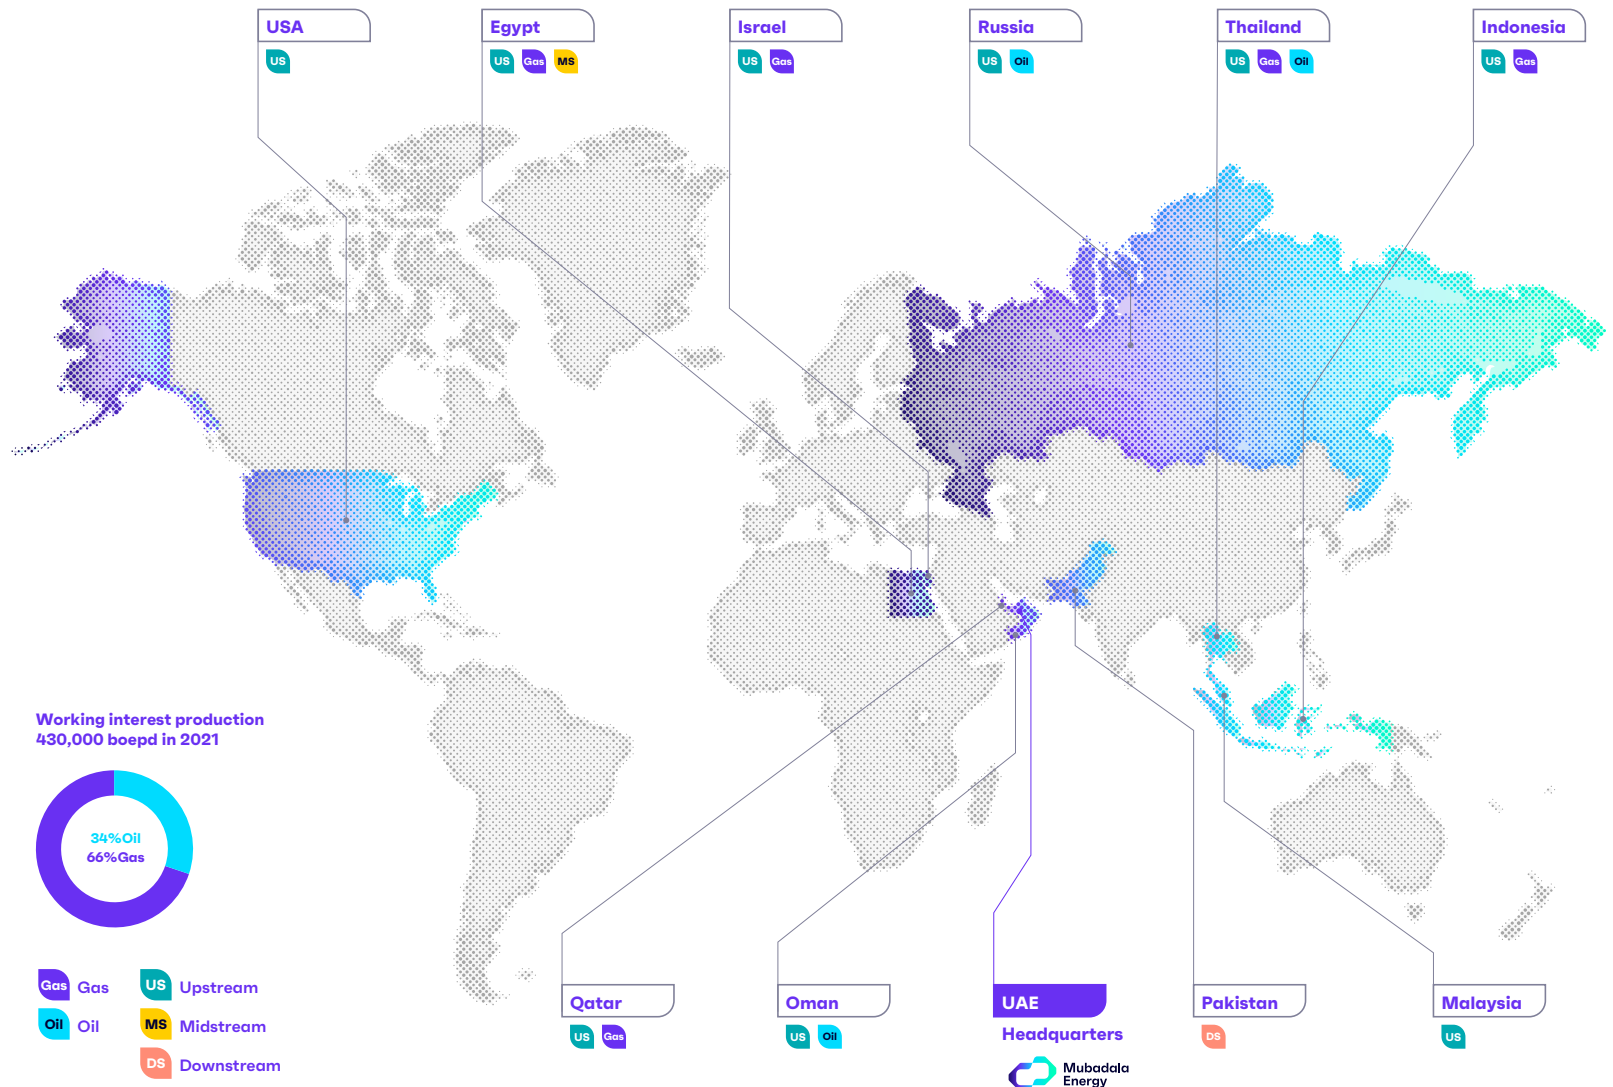 USA
US
Egypt
US Gas MS
Israel
US Gas
Russia
US Oil
Thailand
US Gas Oil
Indonesia
US Gas
Working interest production
430,000 boepd in 2021
34%Oil
66%Gas
Gas Gas
Oil Oil
US Upstream
MS Midstream
DS Downstream
Qatar
US Gas
Oman
US Oil
UAE
Headquarters
Mubadala
Energy
Pakistan
DS
Malaysia
US